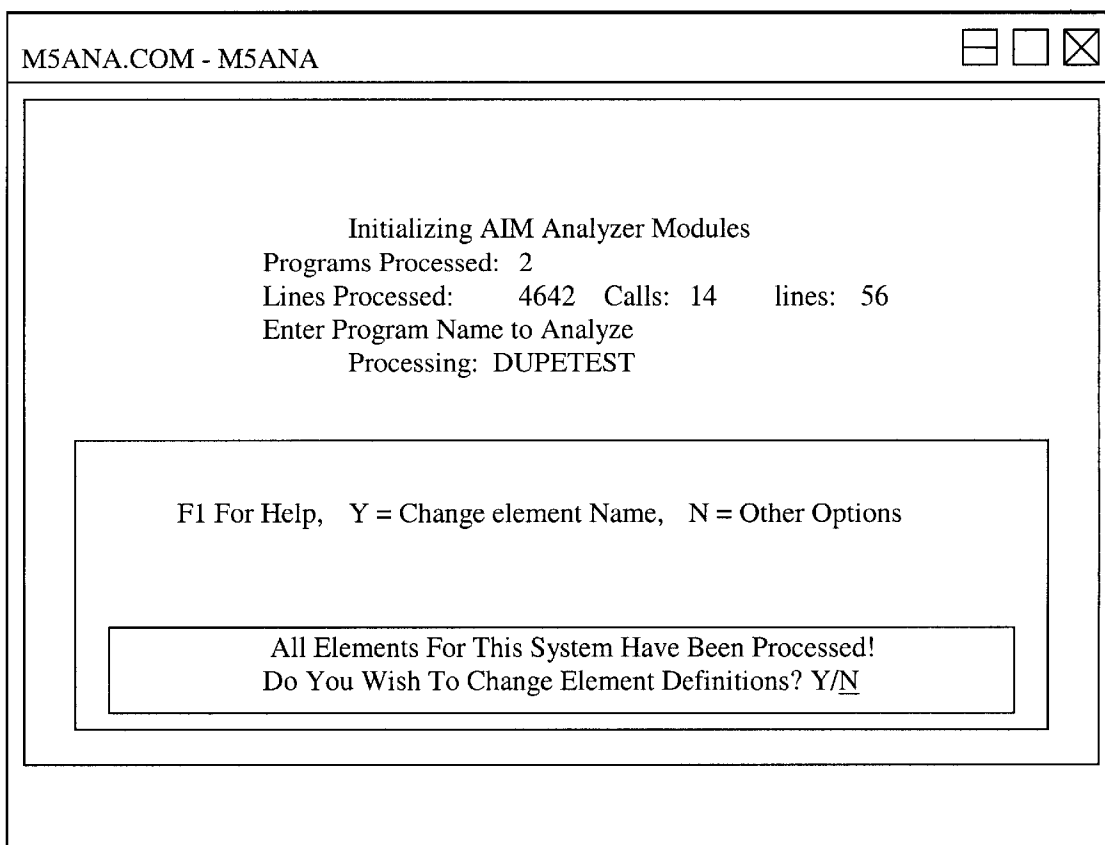 M5ANA.COM - M5ANA
Initializing AIM Analyzer Modules
Programs Processed: 2
Lines Processed: 4642 Calls: 14 lines: 56
Enter Program Name to Analyze
Processing: DUPETEST
F1 For Help, Y = Change element Name, N = Other Options
All Elements For This System Have Been Processed!
Do You Wish To Change Element Definitions? Y/N